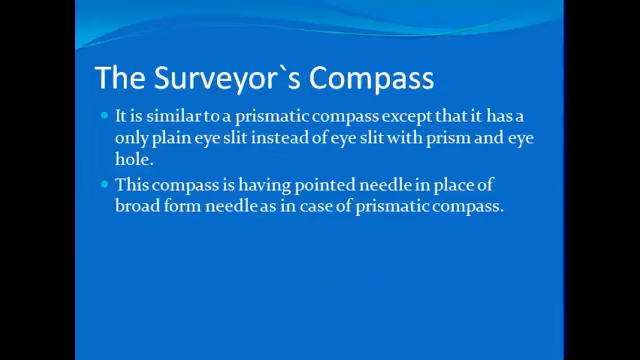 The Surveyor`s Compass
It is similar to a prismatic compass except that it has a
only plain eye slit instead of eye slit with prism and eye
hole.
This compass is having pointed needle in place of
broad form needle as in case of prismatic compass.